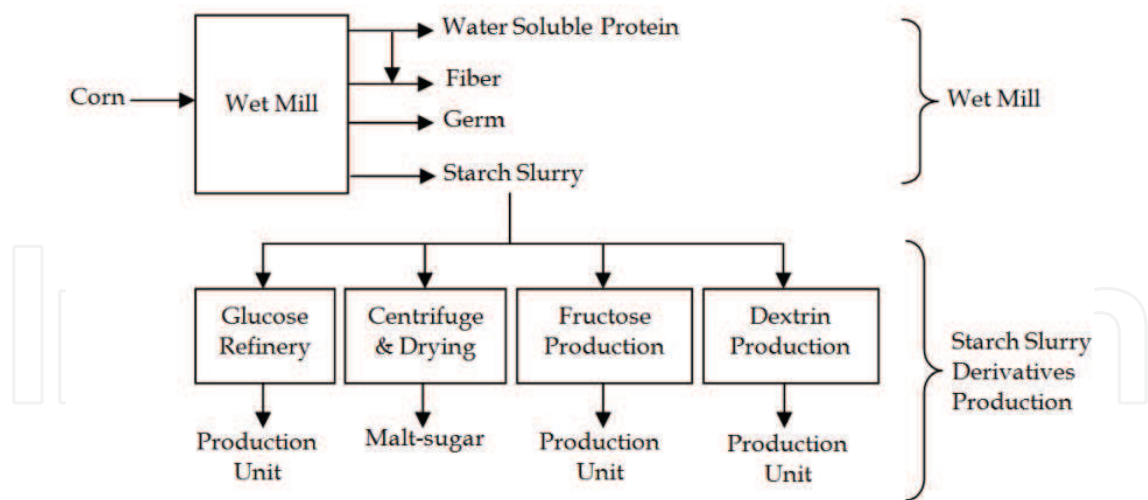 Water Soluble Protein
Corn
Wet Mill
Fiber
Germ
Starch Slurry
Wet Mill
Glucose
Refinery
Centrifuge
& Drying
Fructose
Production
Dextrin
Production
Starch Slurry
Derivatives
Production
Production
Unit
Malt-sugar
Production
Unit
Production
Unit